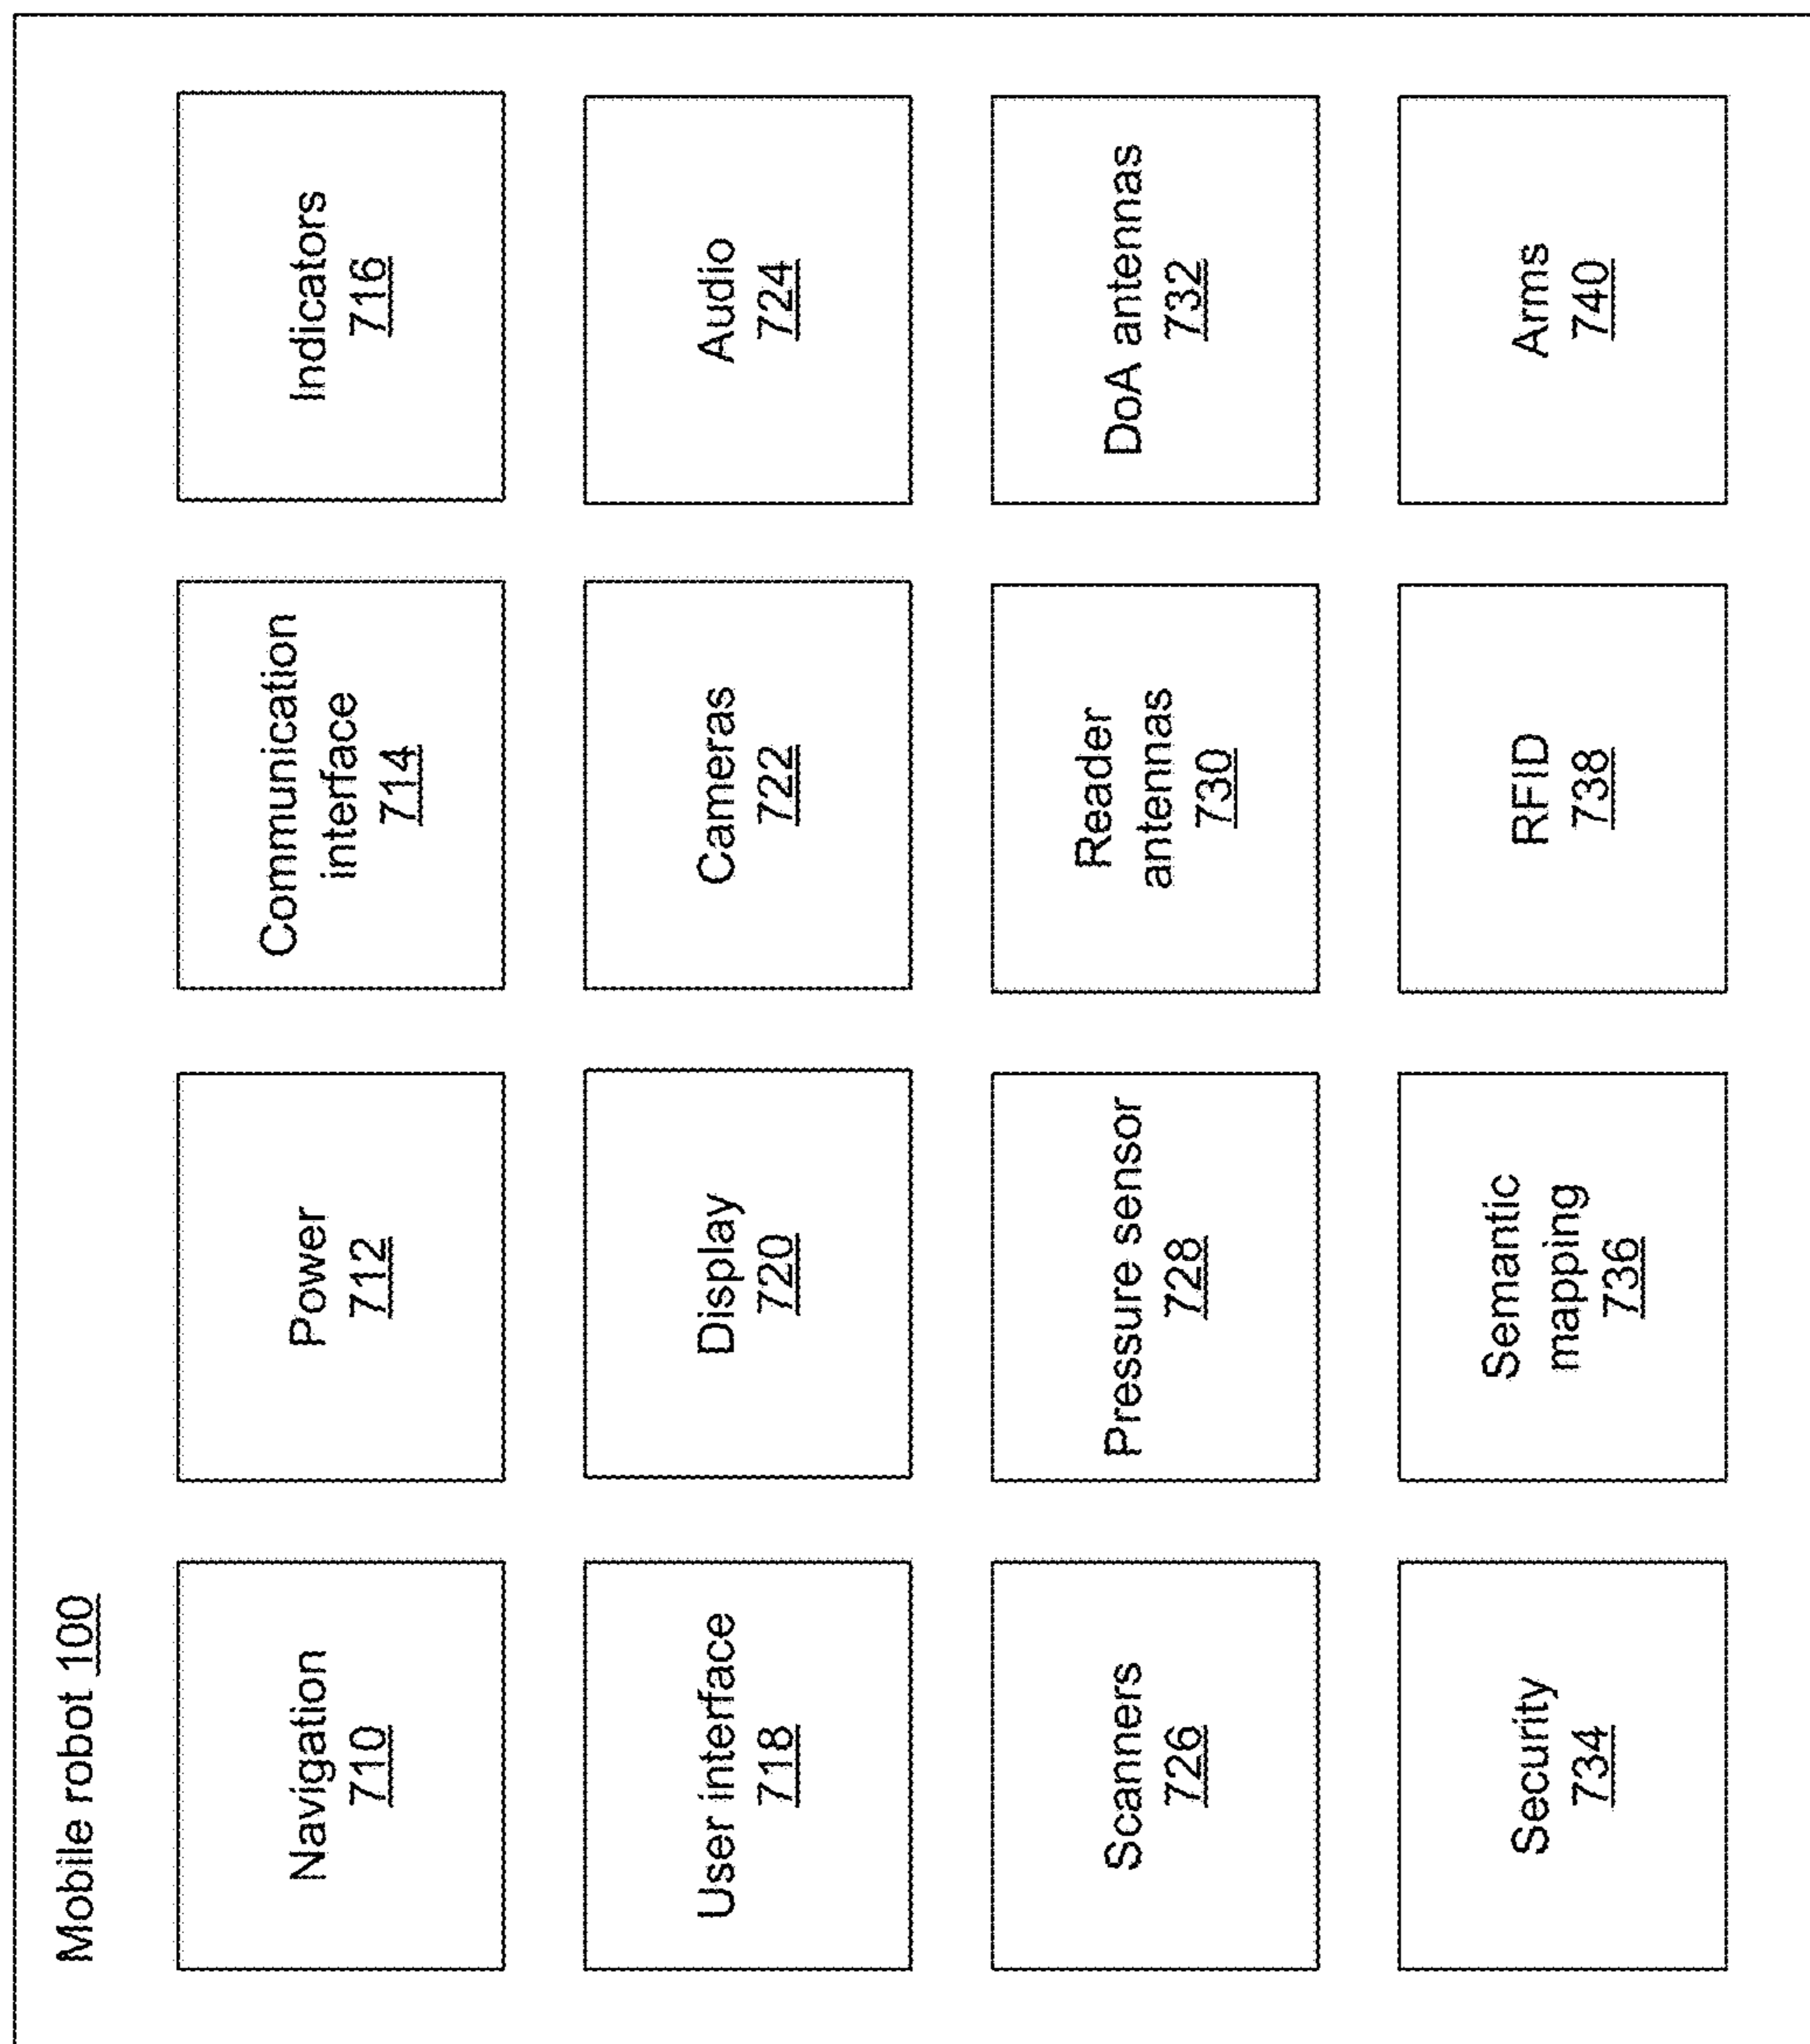 Mobile robot 100
Navigation
710
Power
712
Communication
interface
714
Indicators
716
User interface
718
Display
720
Cameras
722
Audio
724
Scanners
726
Pressure sensor
728
Reader
antennas
730
DoA antennas
732
Security
734
Semantic
mapping
736
RFID
738
Arms
740